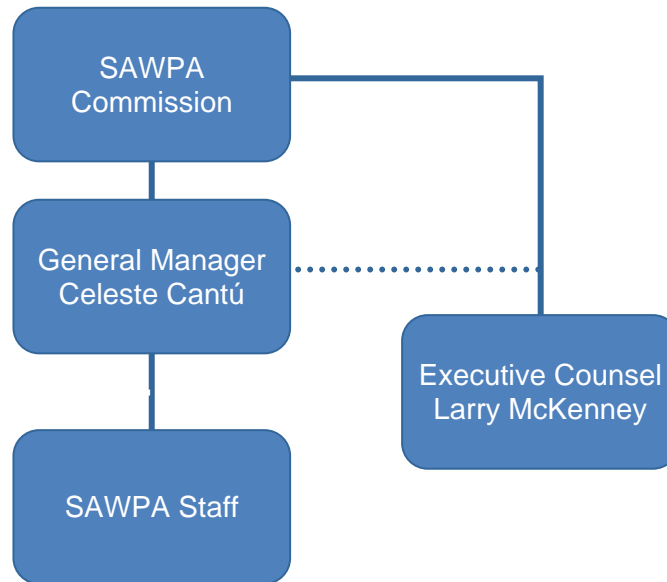 SAWPA
Commission
General Manager
Celeste Cantú
Executive Counsel
Larry McKenney
SAWPA Staff